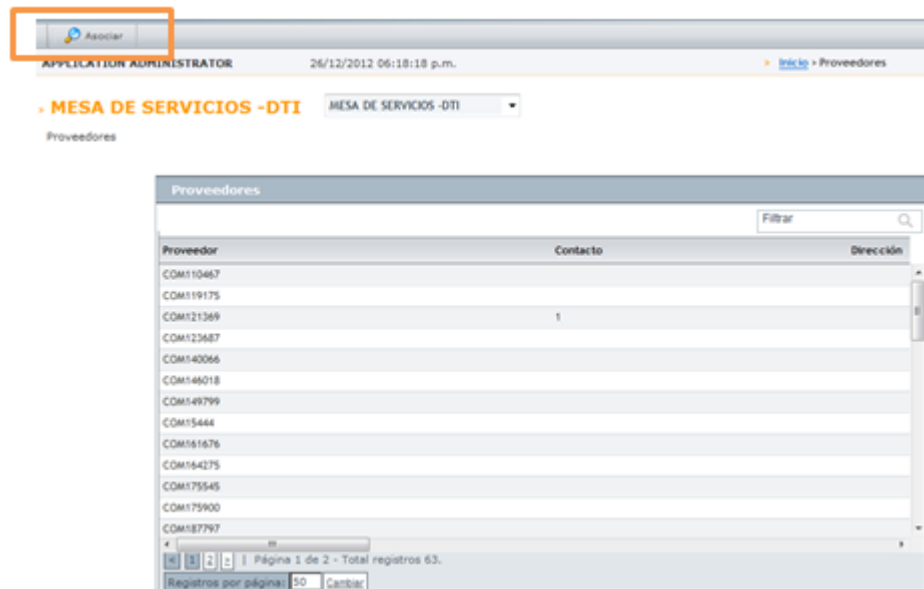 Asociar
APPLICATION ADMINISTRATOR 26/12/2012 06:18:18 p.m. Inicio > Proveedores
MESA DE SERVICIOS -DTI MESA DE SERVICIOS -DTI
Proveedores
Proveedores
Filtrar
Proveedor Contacto Dirección
COM110467
COM119175
COM121369 1
COM123687
COM140066
COM146018
COM149799
COM15444
COM161676
COM164275
COM175545
COM175900
COM187797
< 1 2 > | Página 1 de 2 - Total registros 63.
Registros por página: 50 Cambiar